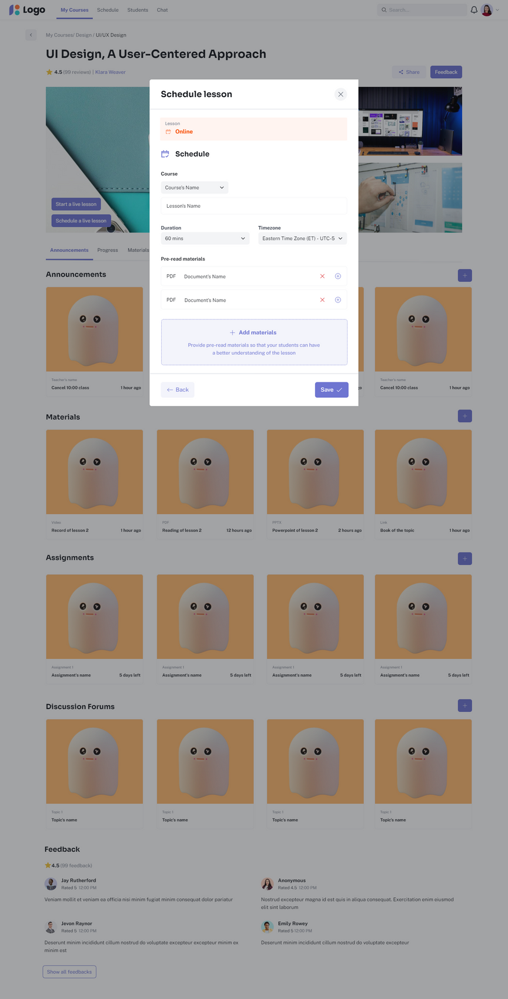 Logo
My Courses
Schedule
Students
Chat
Search...
My Courses/ Design / UI/UX Design
UI Design, A User-Centered Approach
4.5 (99 reviews) | Klara Weaver
Share
Feedback
Start a live lesson
Schedule a live lesson
Schedule lesson
Lesson
Online
Schedule
Course
Course's Name
Lesson's Name
Duration
Timezone
60 mins
Eastern Time Zone (ET) - UTC-5
Pre-read materials
PDF Document's Name
PDF Document's Name
Add materials
Provide pre-read materials so that your students can have
a better understanding of the lesson
Back
Save
Announcements
Progress
Materials
Announcements
Teacher's name
Cancel 10:00 class 1 hour ago
go
Teacher's name
Cancel 10:00 class 1 hour ago
Materials
Video
Record of lesson 2 1 hour ago
PDF
Reading of lesson 2 12 hours ago
PPTX
Powerpoint of lesson 2 2 hours ago
Link
Book of the topic 1 hour ago
Assignments
Assignment 1
Assignment's name 5 days left
Assignment 1
Assignment's name 5 days left
Assignment 1
Assignment's name 5 days left
Assignment 1
Assignment's name 5 days left
Discussion Forums
Topic 1
Topic's name
Topic 1
Topic's name
Topic 1
Topic's name
Topic 1
Topic's name
Feedback
4.5 (99 feedback)
Jay Rutherford
Rated 5 12:00 PM
Veniam mollit et veniam ea officia nisi minim fugiat minim consequat dolor pariatur
Anonymous
Rated 4.5 12:00 PM
Nostrud excepteur magna id est quis in aliqua consequat. Exercitation enim eiusmod
elit sint laborum
Jevon Raynor
Rated 5 12:00 PM
Deserunt minim incididunt cillum nostrud do voluptate excepteur excepteur minim ex
minim est
Emily Rowey
Rated 5 12:00 PM
Deserunt minim incididunt cillum nostrud do voluptate excepteur
Show all feedbacks